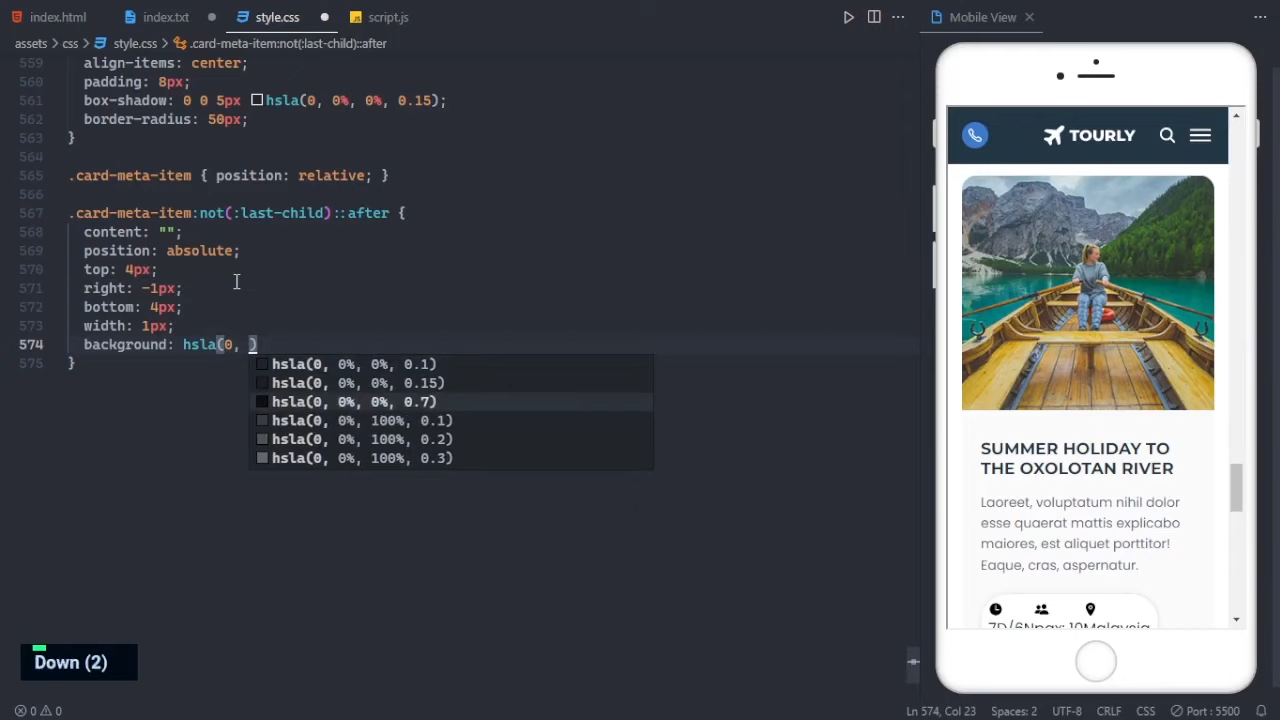 index.html
index.txt
style.css
script.js
Mobile View
assets > css > style.css > .card-meta-item:not(:last-child)::after
559 align-items: center;
560 padding: 8px;
561 box-shadow: 0 0 5px hsla(0, 0%, 0%, 0.15);
562 border-radius: 50px;
563 }
564
565 .card-meta-item { position: relative; }
566
567 .card-meta-item:not(:last-child)::after {
568 content: "";
569 position: absolute;
570 top: 4px;
571 right: -1px;
572 bottom: 4px;
573 width: 1px;
574 background: hsla(0, )
575 }
hsla(0, 0%, 0%, 0.1)
hsla(0, 0%, 0%, 0.15)
hsla(0, 0%, 0%, 0.7)
hsla(0, 0%, 100%, 0.1)
hsla(0, 0%, 100%, 0.2)
hsla(0, 0%, 100%, 0.3)
TOURLY
SUMMER HOLIDAY TO
THE OXOLOTAN RIVER
Laoreet, voluptatum nihil dolor
esse quaerat mattis explicabo
maiores, est aliquet porttitor!
Eaque, cras, aspernatur.
7D/6Npax: 10Malaysia
Down (2)
0 0
Ln 574, Col 23
Spaces: 2
UTF-8
CRLF
CSS
Port : 5500